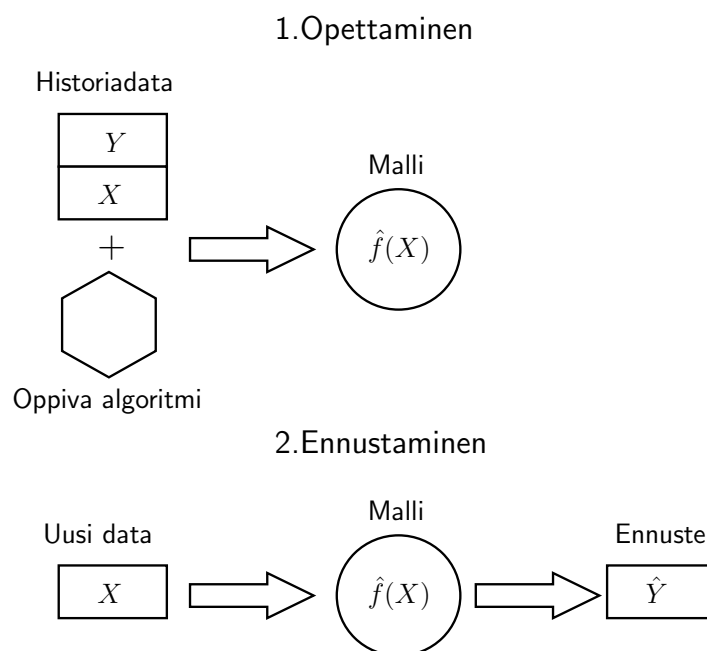 1.Opettaminen
Historiadata
Y
X
+
Oppiva algoritmi
Malli
f̂(X)
2.Ennustaminen
Uusi data
X
Malli
f̂(X)
Ennuste
Ŷ